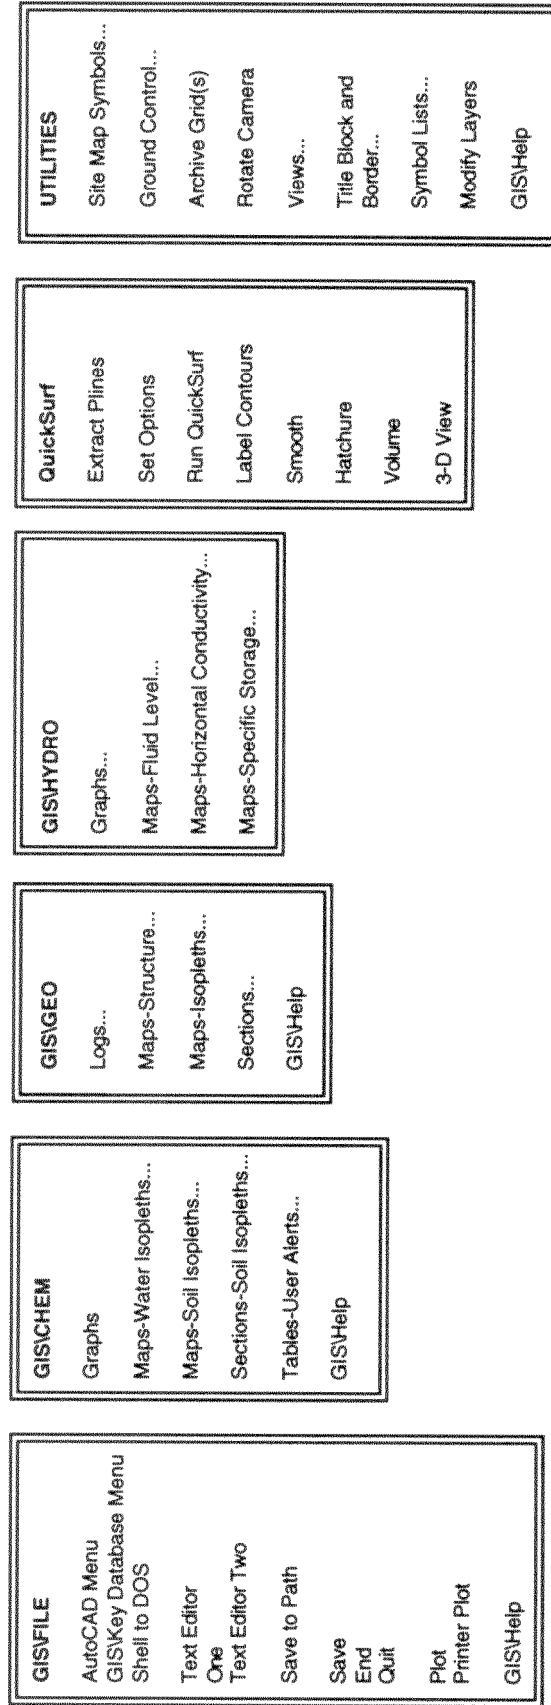 GIS\FILE
AutoCAD Menu
GIS\Key Database Menu
Shell to DOS
Text Editor
One
Text Editor Two
Save to Path
Save
End
Quit
Plot
Printer Plot
GIS\Help
GIS\CHEM
Graphs
Maps-Water Isopleths...
Maps-Soil Isopleths...
Sections-Soil Isopleths...
Tables-User Alerts...
GIS\Help
GIS\GEO
Logs...
Maps-Structure...
Maps-Isopleths...
Sections...
GIS\Help
GIS\HYDRO
Graphs...
Maps-Fluid Level...
Maps-Horizontal Conductivity...
Maps-Specific Storage...
QuickSurf
Extract Plines
Set Options
Run QuickSurf
Label Contours
Smooth
Hatchure
Volume
3-D View
UTILITIES
Site Map Symbols...
Ground Control...
Archive Grid(s)
Rotate Camera
Views...
Title Block and
Border...
Symbol Lists...
Modify Layers
GIS\Help